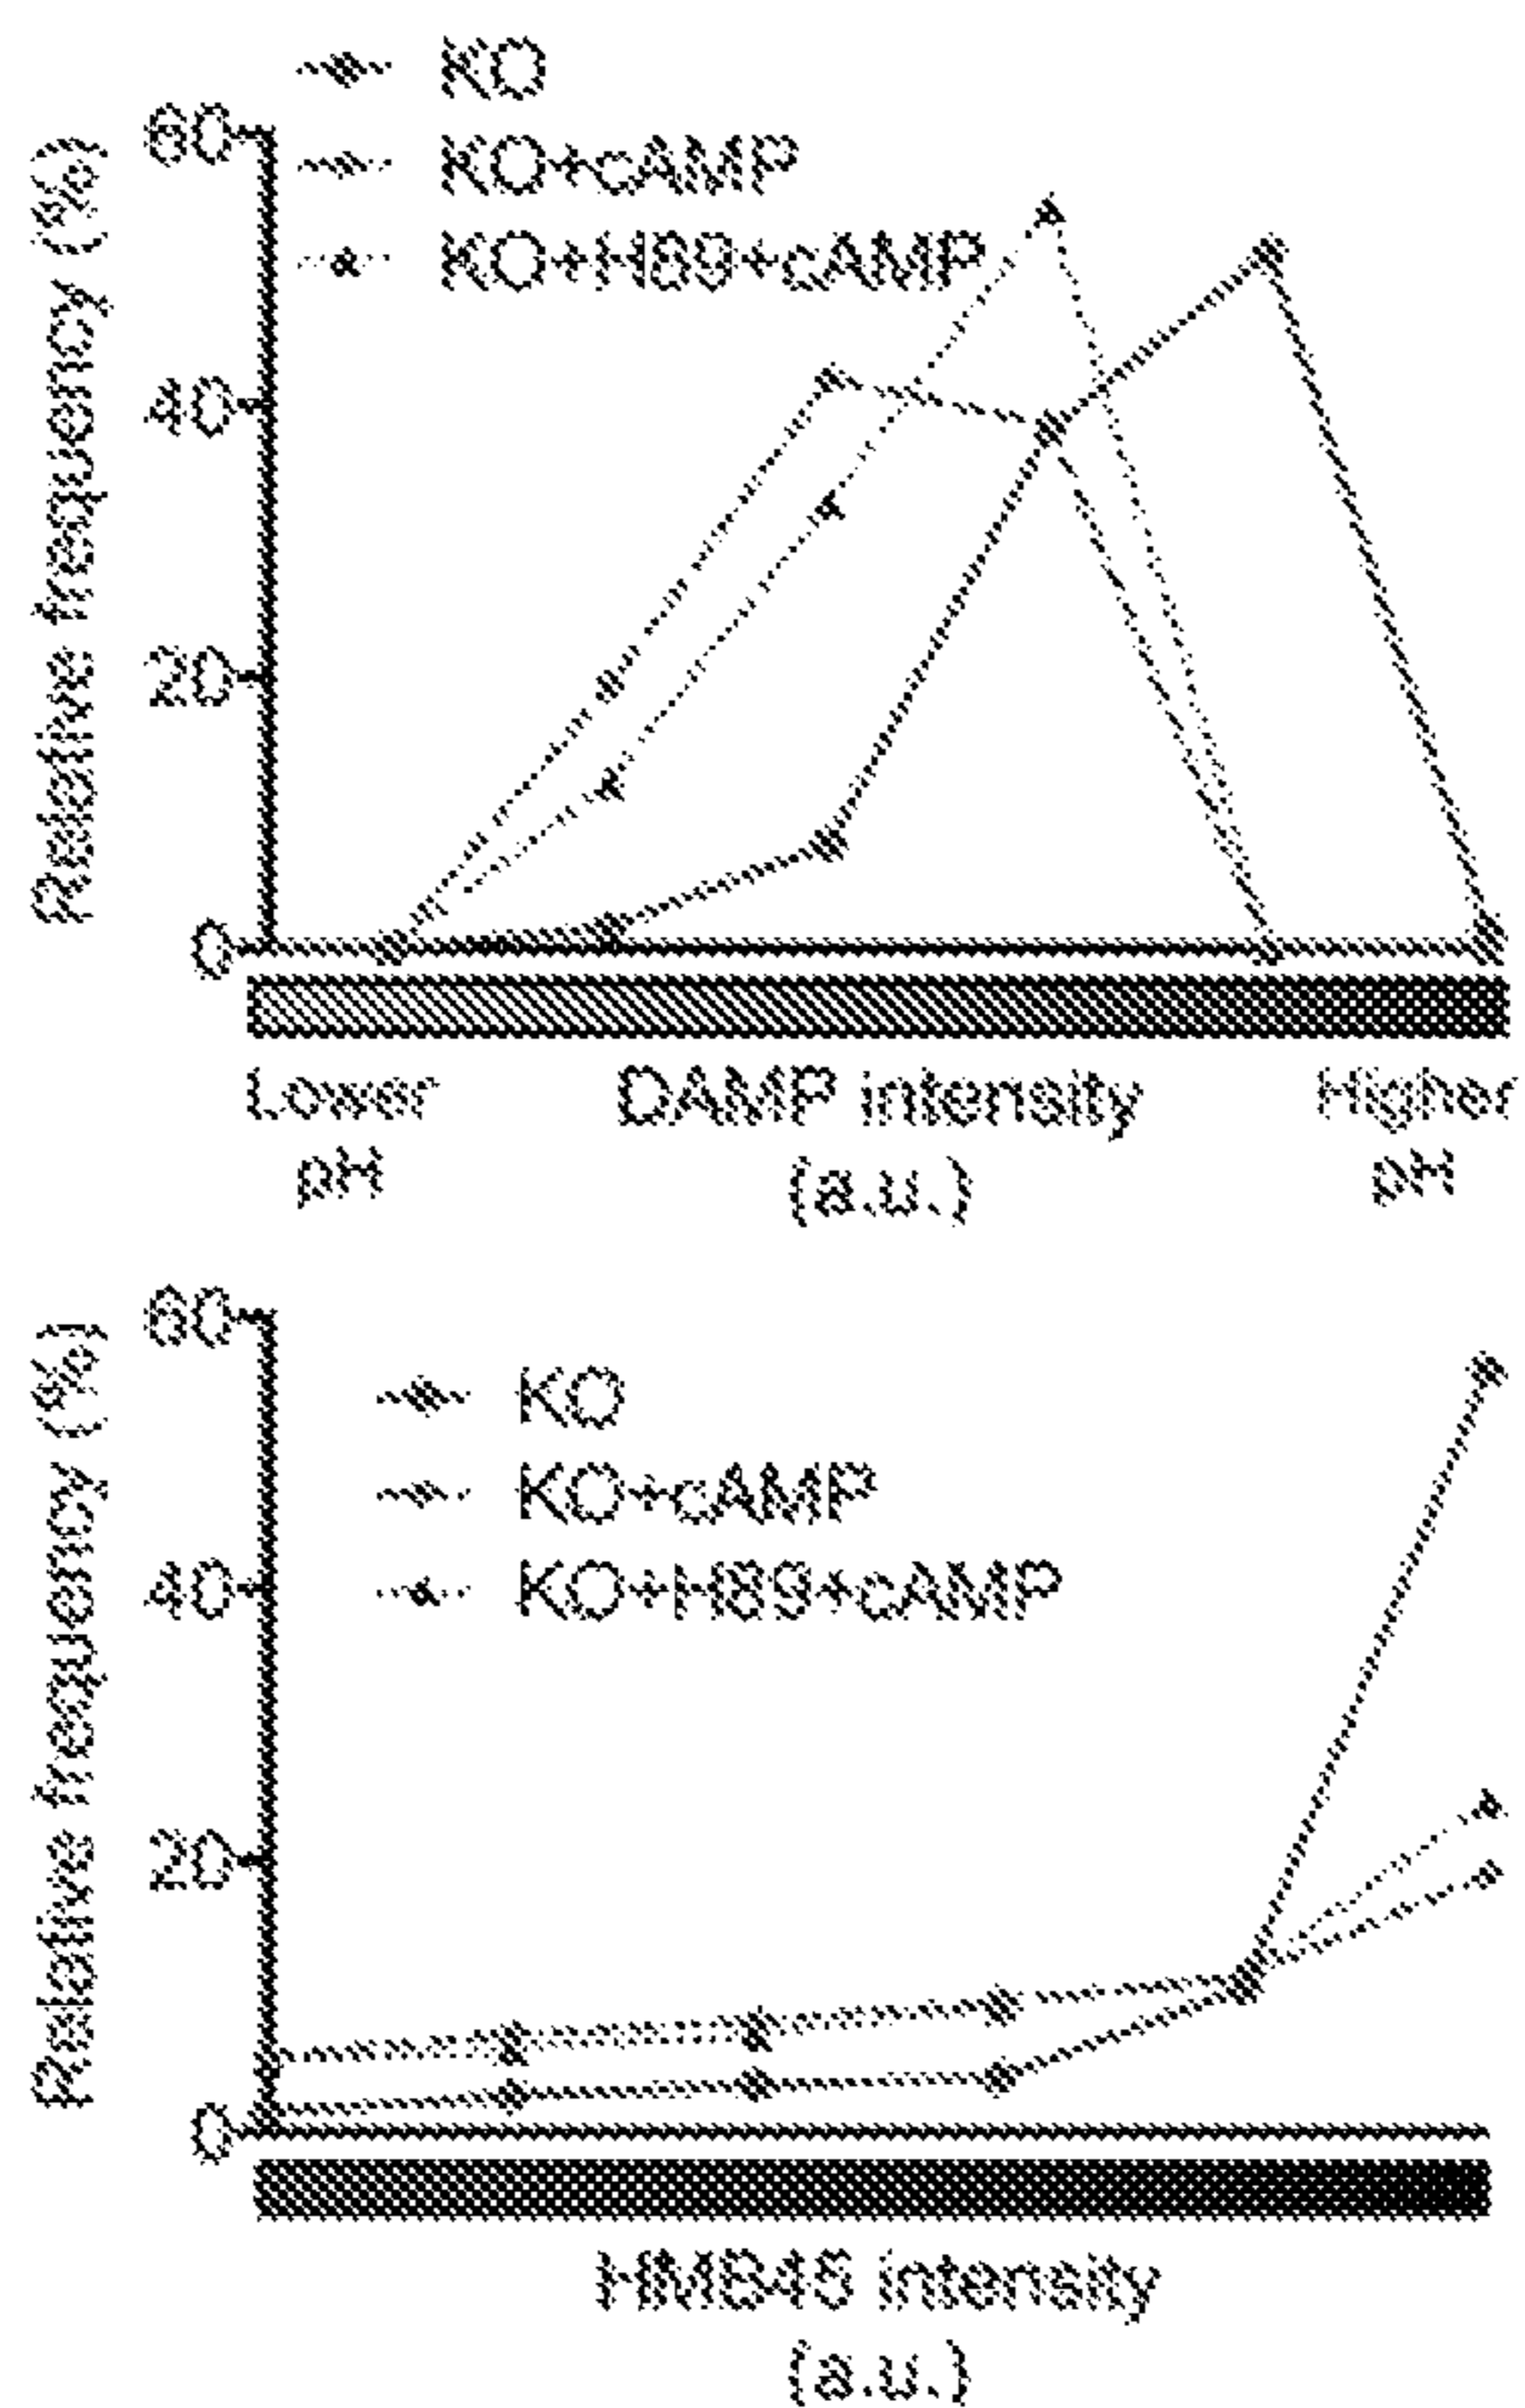 KO
KO+cAMP
KO+H89+cAMP
Relative frequency (%)
60
40
20
0
Lower pH
DAMP intensity (a.u.)
Higher pH
KO
KO+cAMP
KO+H89+cAMP
Relative frequency (%)
60
40
20
0
HMB45 intensity
(a.u.)